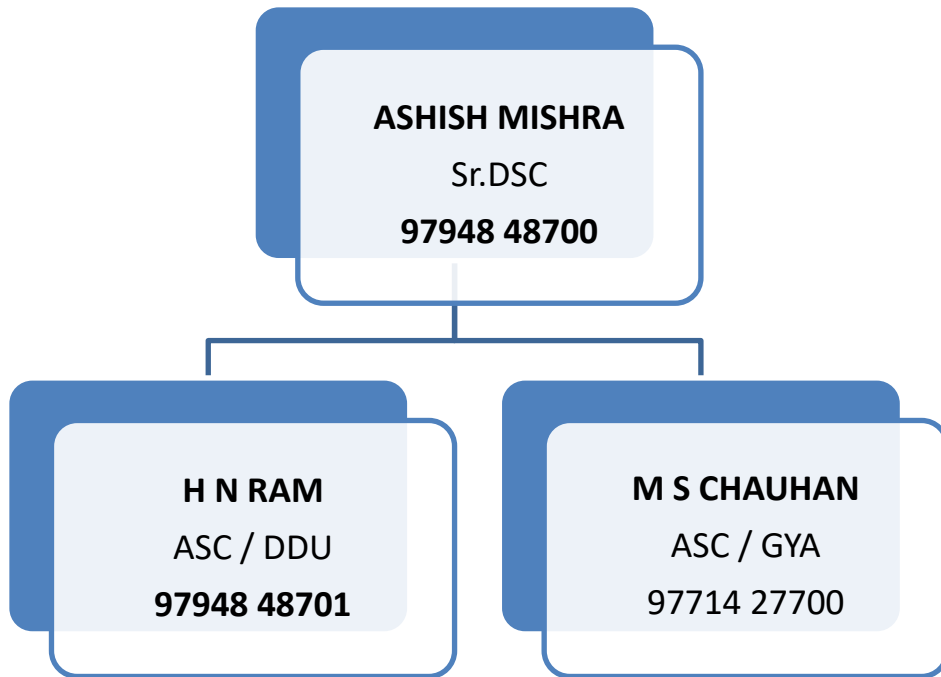 ASHISH MISHRA
Sr.DSC
97948 48700
H N RAM
ASC / DDU
97948 48701
M S CHAUHAN
ASC / GYA
97714 27700